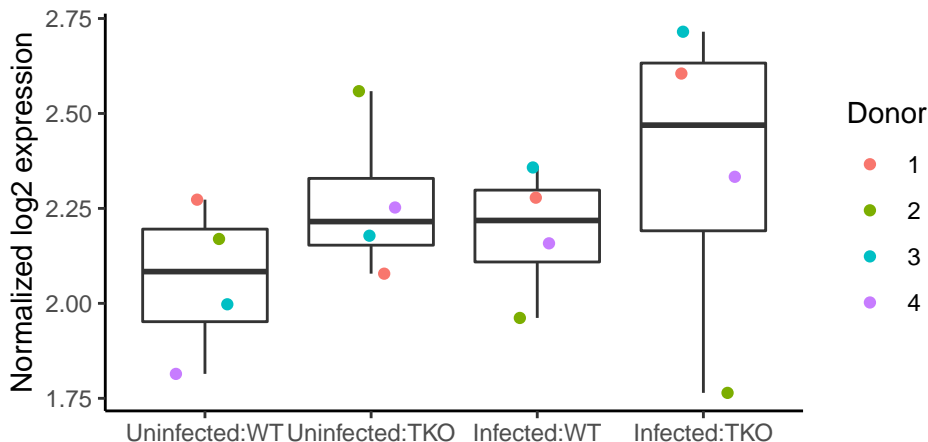 Normalized log2 expression
2.75
2.50
2.25
2.00
1.75
Uninfected:WT
Uninfected:TKO
Infected:WT
Infected:TKO
Donor
1
2
3
4